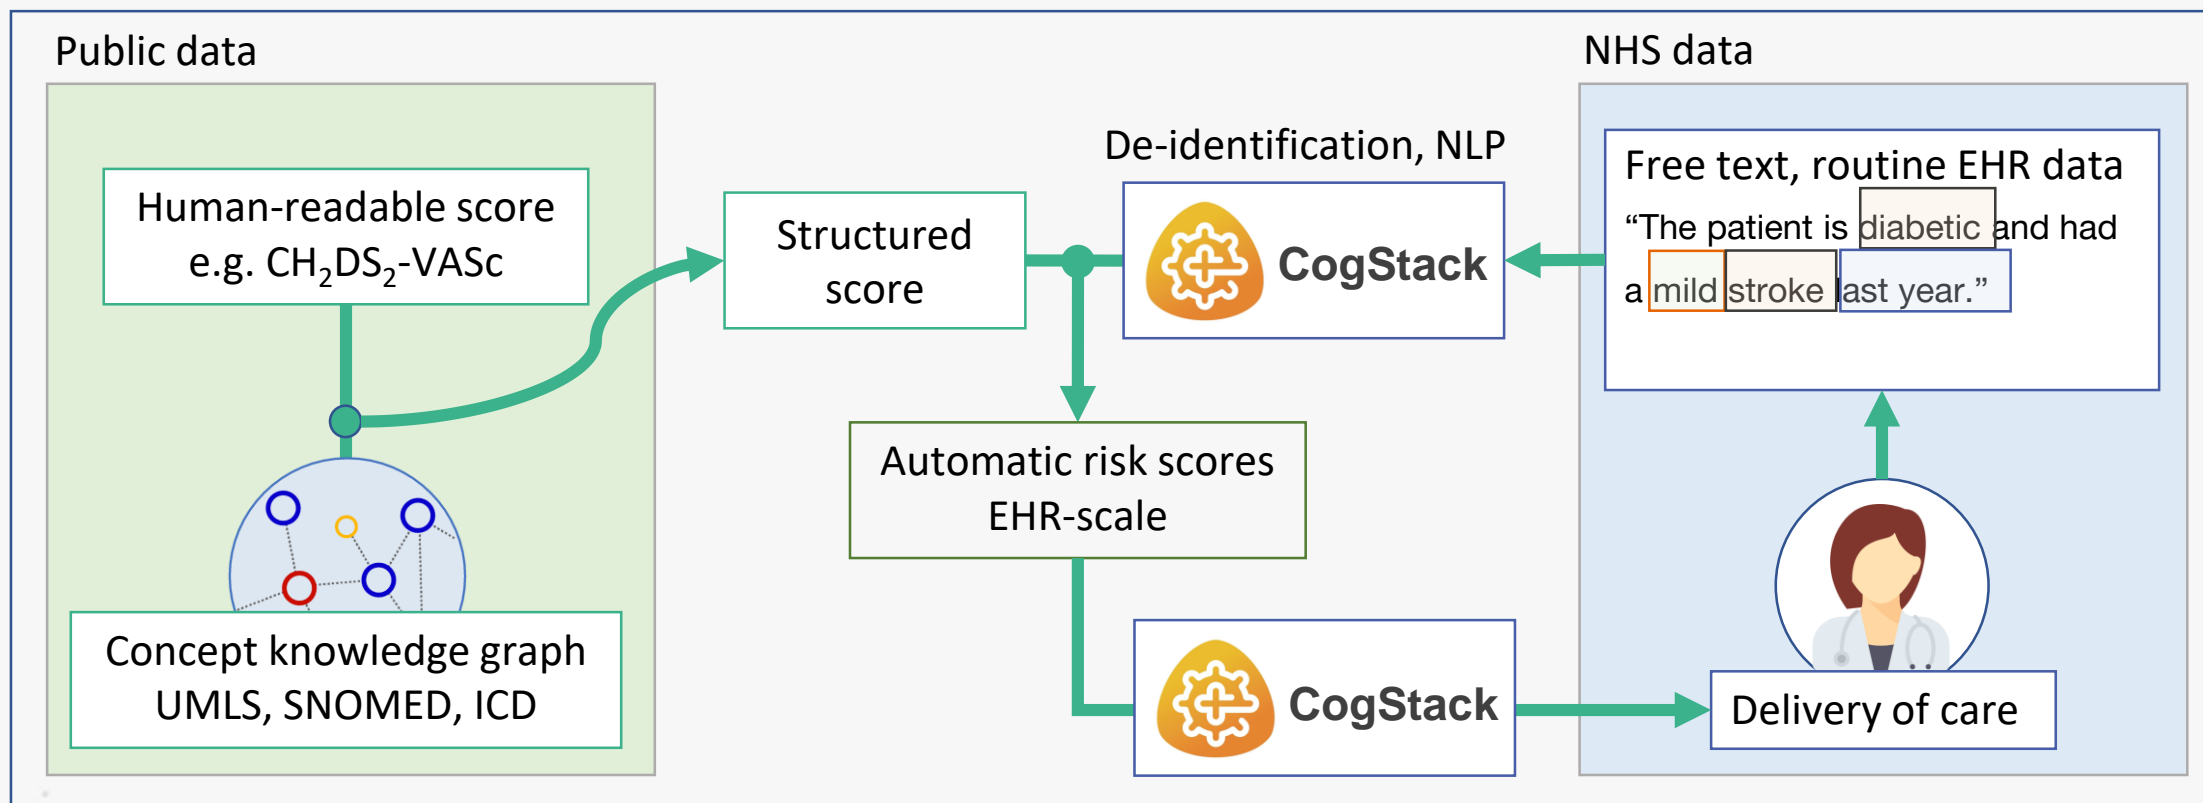 Public data
NHS data
De-identification, NLP
Human-readable score
e.g. CH₂DS₂-VASc
Structured
score
CogStack
Free text, routine EHR data
“The patient is diabetic and had
a mild stroke last year.”
Automatic risk scores
EHR-scale
Concept knowledge graph
UMLS, SNOMED, ICD
CogStack
Delivery of care